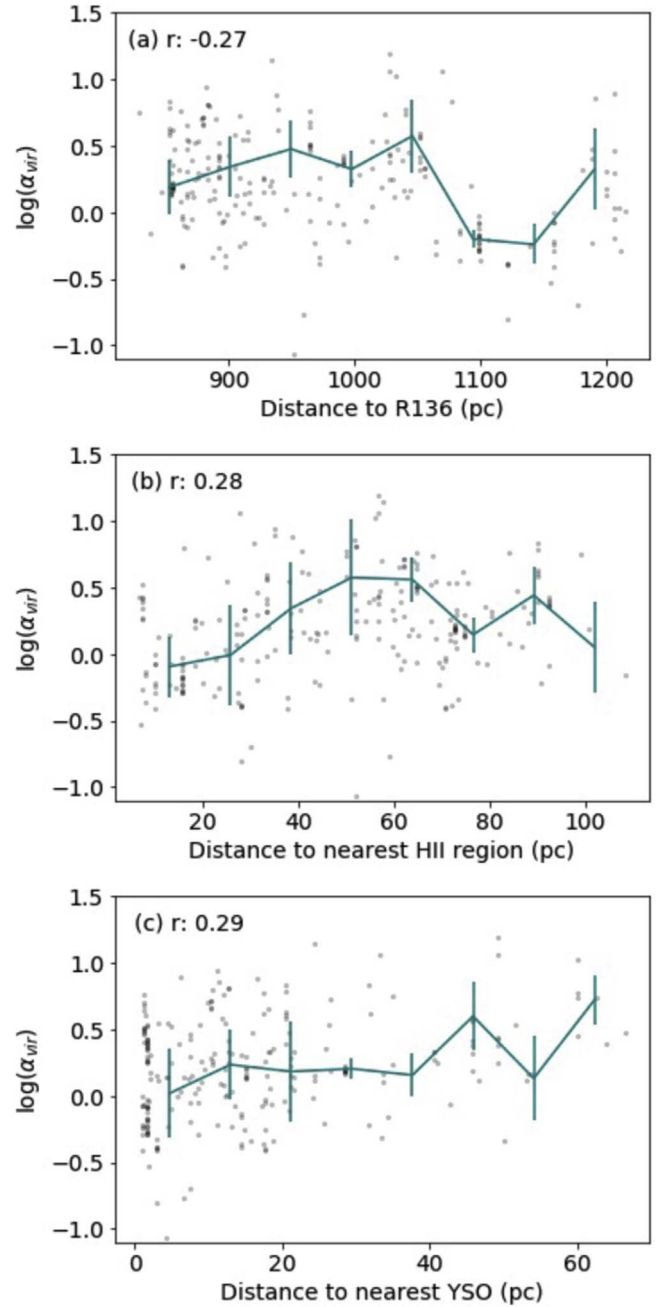 (a) r: -0.27
1.5
1.0
0.5
0.0
−0.5
−1.0
log(α_vir)
900 1000 1100 1200
Distance to R136 (pc)
(b) r: 0.28
1.5
1.0
0.5
0.0
−0.5
−1.0
log(α_vir)
20 40 60 80 100
Distance to nearest HII region (pc)
(c) r: 0.29
1.5
1.0
0.5
0.0
−0.5
−1.0
log(α_vir)
0 20 40 60
Distance to nearest YSO (pc)